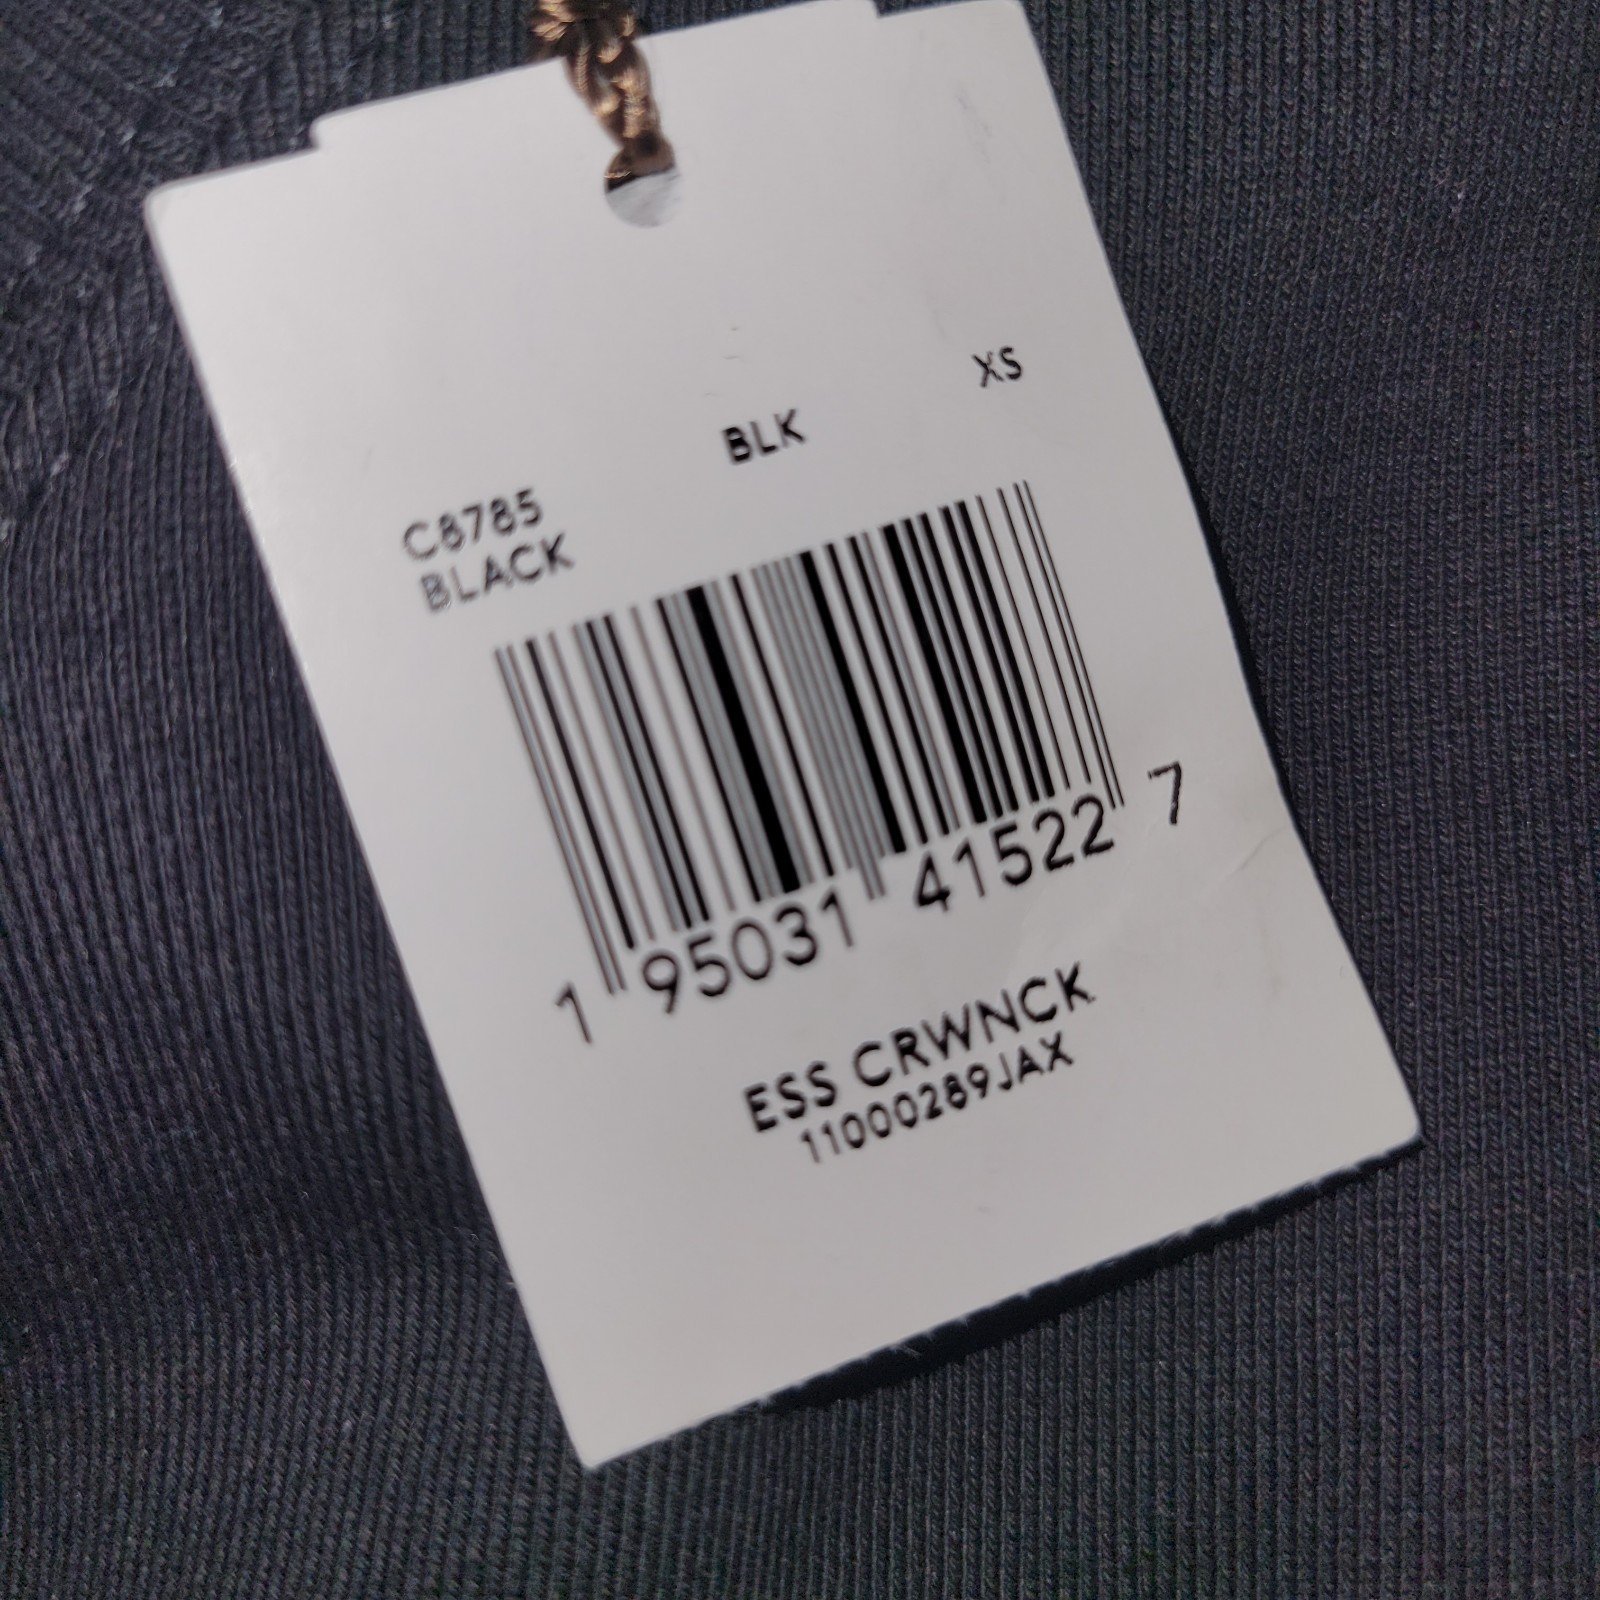 XS
BLK
C8785
BLACK
1 95031 41522 7
ESS CRWNCK
11000289JAX